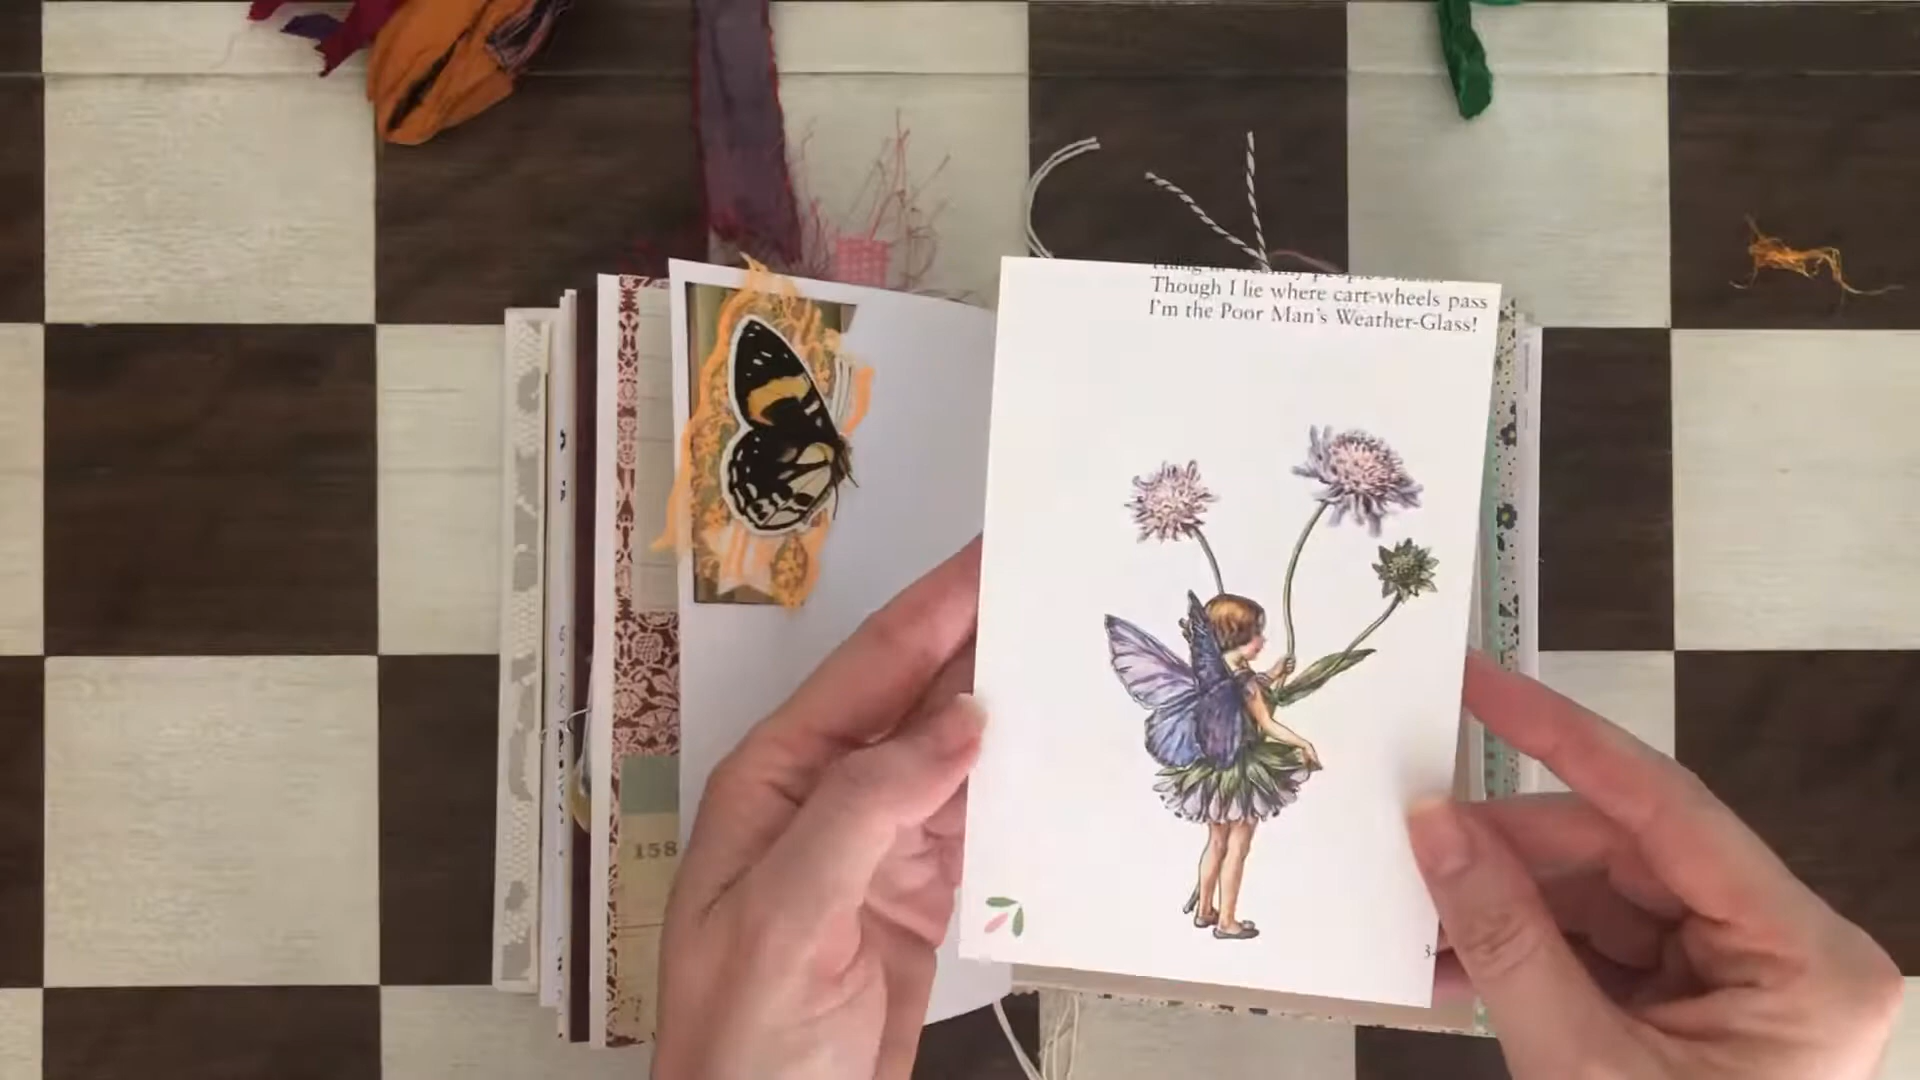 Though I lie where cart-wheels pass
I'm the Poor Man's Weather-Glass!
158